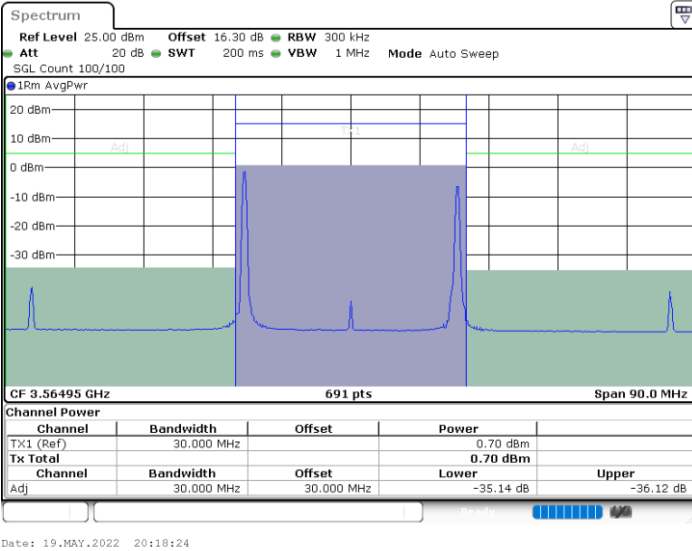 Spectrum
Ref Level 25.00 dBm Offset 16.30 dB RBW 300 kHz
Att 20 dB SWT 200 ms VBW 1 MHz Mode Auto Sweep
SGL Count 100/100
1Rm AvgPwr
20 dBm
TX1
10 dBm
Adj Adj
0 dBm
-10 dBm
-20 dBm
-30 dBm
CF 3.56495 GHz 691 pts Span 90.0 MHz
Channel Power
Channel Bandwidth Offset Power
TX1 (Ref) 30.000 MHz 0.70 dBm
Tx Total 0.70 dBm
Channel Bandwidth Offset Lower Upper
Adj 30.000 MHz 30.000 MHz -35.14 dB -36.12 dB
Ready
Date: 19.MAY.2022 20:18:24